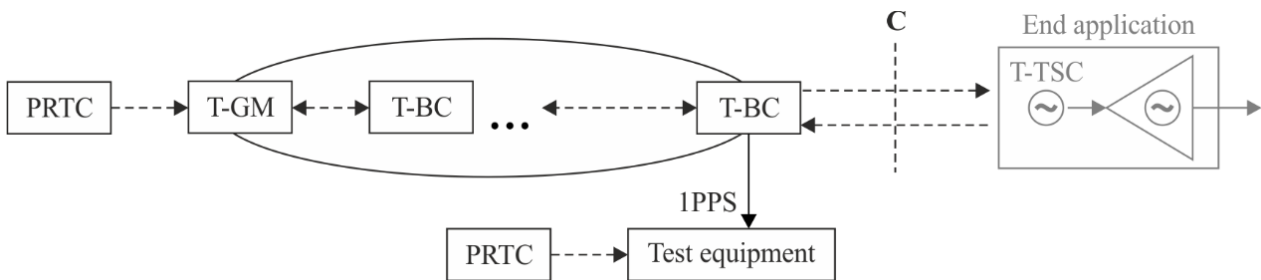 C
End application
T-TSC
PRTC
T-GM
T-BC
...
T-BC
1PPS
PRTC
Test equipment